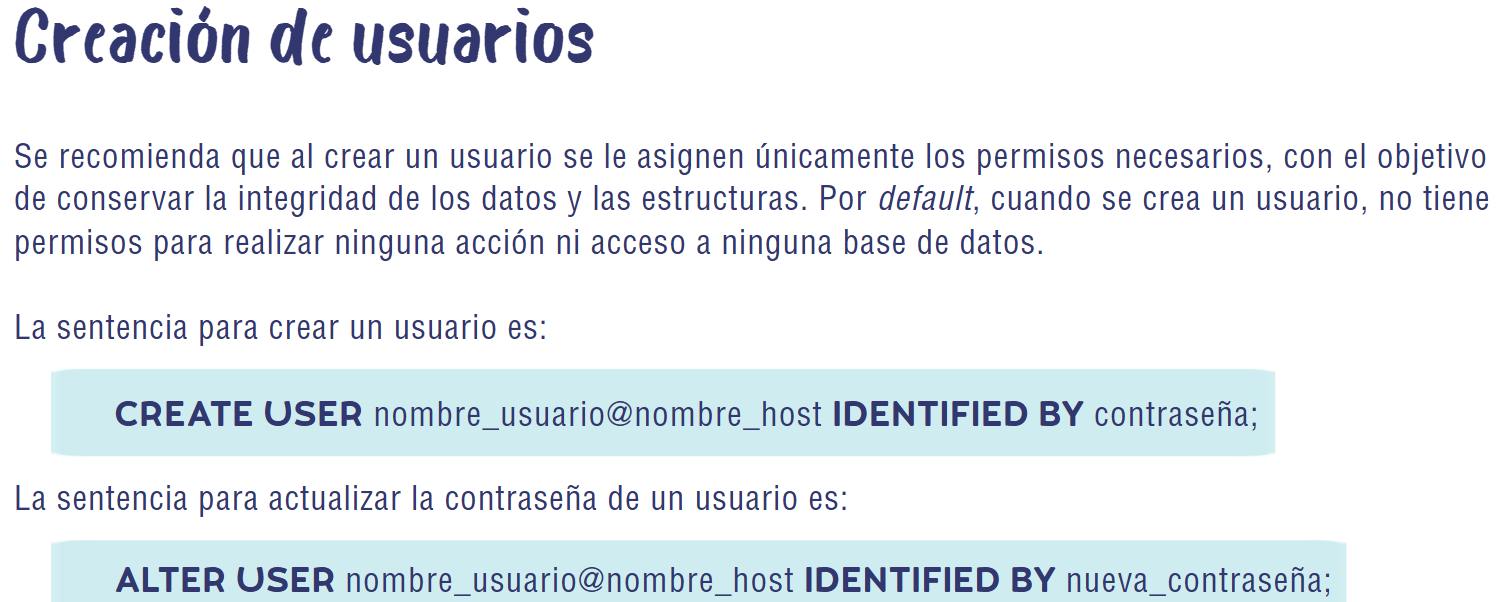 Creación de usuarios
Se recomienda que al crear un usuario se le asignen únicamente los permisos necesarios, con el objetivo
de conservar la integridad de los datos y las estructuras. Por default, cuando se crea un usuario, no tiene
permisos para realizar ninguna acción ni acceso a ninguna base de datos.
La sentencia para crear un usuario es:
CREATE USER nombre_usuario@nombre_host IDENTIFIED BY contraseña;
La sentencia para actualizar la contraseña de un usuario es:
ALTER USER nombre_usuario@nombre_host IDENTIFIED BY nueva_contraseña;